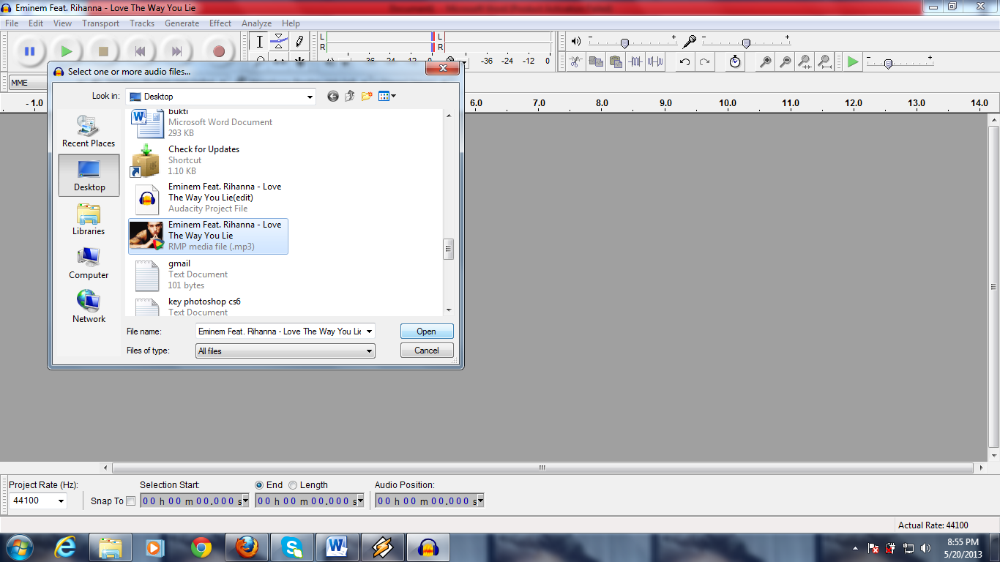 Eminem Feat. Rihanna - Love The Way You Lie
File Edit View Transport Tracks Generate Effect Analyze Help
L
R
L
R
-36 -24 -12 0
-36 -24 -12 0
MME
Select one or more audio files...
Look in: Desktop
- 1.0 6.0 7.0 8.0 9.0 10.0 11.0 12.0 13.0 14.0
Recent Places
Desktop
Libraries
Computer
Network
bukti
Microsoft Word Document
293 KB
Check for Updates
Shortcut
1.10 KB
Eminem Feat. Rihanna - Love
The Way You Lie(edit)
Audacity Project File
Eminem Feat. Rihanna - Love
The Way You Lie
RMP media file (.mp3)
gmail
Text Document
101 bytes
key photoshop cs6
Text Document
File name: Eminem Feat. Rihanna - Love The Way You Lie Open
Files of type: All files Cancel
Project Rate (Hz): Selection Start: End Length Audio Position:
44100 Snap To 00 h 00 m 00.000 s 00 h 00 m 00.000 s 00 h 00 m 00.000 s
Actual Rate: 44100
8:55 PM
5/20/2013